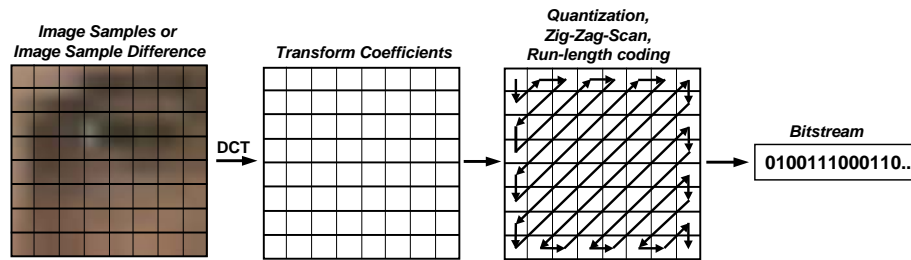 Image Samples or
Image Sample Difference
DCT
Transform Coefficients
Quantization,
Zig-Zag-Scan,
Run-length coding
Bitstream
0100111000110..